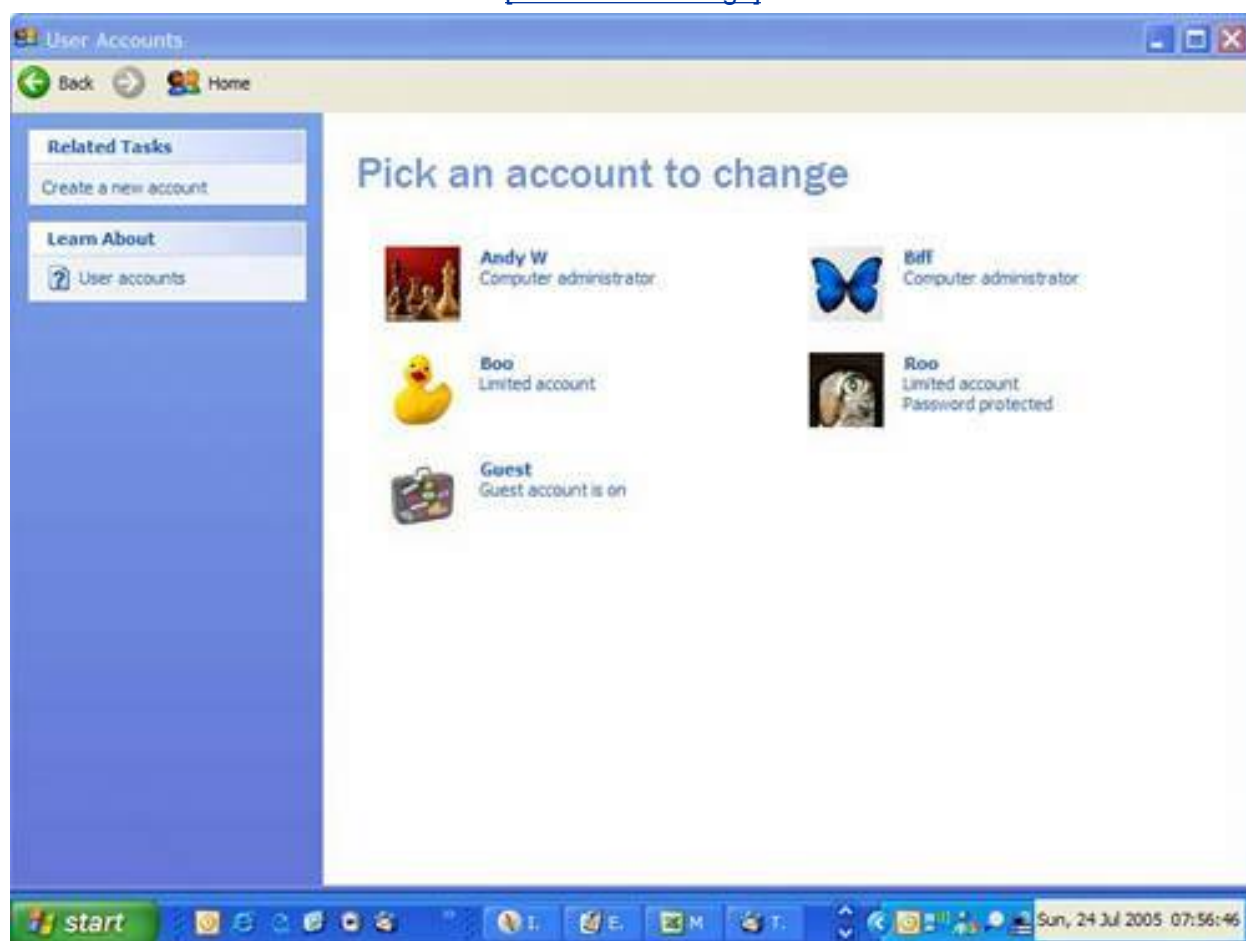 User Accounts
Back Home
Related Tasks
Create a new account
Learn About
User accounts
Pick an account to change
Andy W
Computer administrator
Biff
Computer administrator
Boo
Limited account
Roo
Limited account
Password protected
Guest
Guest account is on
start I. E. M T. Sun, 24 Jul 2005 07:56:46